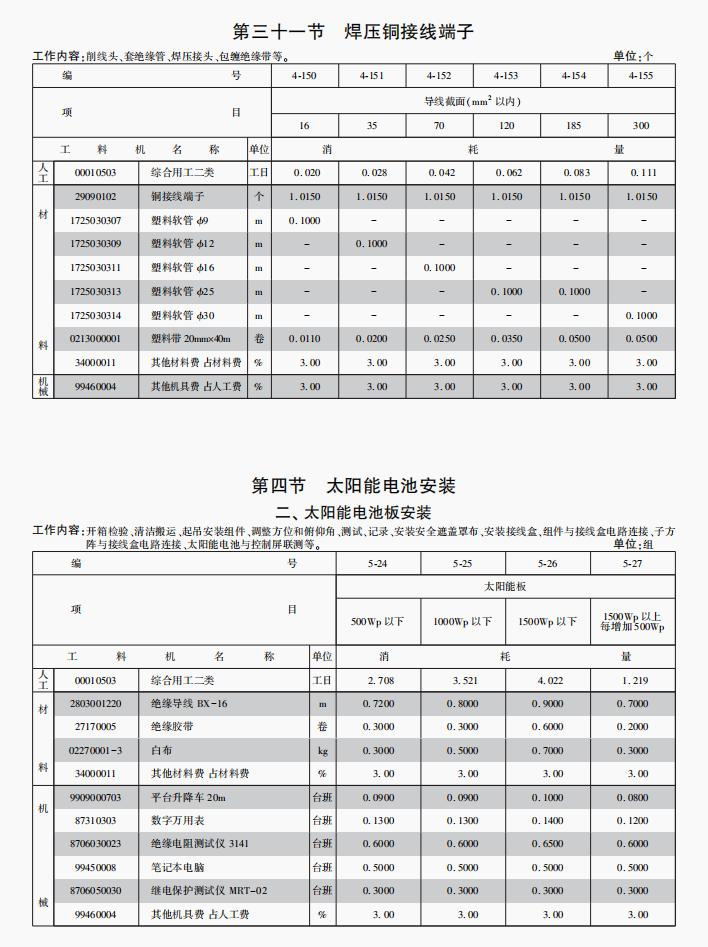 第三十一节 焊压铜接线端子
工作内容:削线头、套绝缘管、焊压接头、包缠绝缘带等。 单位:个
编 号 4-150 4-151 4-152 4-153 4-154 4-155
项 目 导线截面(mm² 以内)
16 35 70 120 185 300
工 料 机 名 称 单位 消 耗 量
人工 00010503 综合用工二类 工日 0.020 0.028 0.042 0.062 0.083 0.111
材料 29090102 铜接线端子 个 1.0150 1.0150 1.0150 1.0150 1.0150 1.0150
1725030307 塑料软管 ϕ9 m 0.1000 – – – – –
1725030309 塑料软管 ϕ12 m – 0.1000 – – – –
1725030311 塑料软管 ϕ16 m – – 0.1000 – – –
1725030313 塑料软管 ϕ25 m – – – 0.1000 0.1000 –
1725030314 塑料软管 ϕ30 m – – – – – 0.1000
0213000001 塑料带 20mm×40m 卷 0.0110 0.0200 0.0250 0.0350 0.0500 0.0500
34000011 其他材料费 占材料费 % 3.00 3.00 3.00 3.00 3.00 3.00
机械 99460004 其他机具费 占人工费 % 3.00 3.00 3.00 3.00 3.00 3.00
第四节 太阳能电池安装
二、太阳能电池板安装
工作内容:开箱检验、清洁搬运、起吊安装组件、调整方位和俯仰角、测试、记录、安装安全遮盖罩布、安装接线盒、组件与接线盒电路连接、子方
阵与接线盒电路连接、太阳能电池与控制屏联测等。 单位:组
编 号 5-24 5-25 5-26 5-27
项 目 太阳能板
500Wp 以下 1000Wp 以下 1500Wp 以下 1500Wp 以上 每增加 500Wp
工 料 机 名 称 单位 消 耗 量
人工 00010503 综合用工二类 工日 2.708 3.521 4.022 1.219
材料 2803001220 绝缘导线 BX-16 m 0.7200 0.8000 0.9000 0.7000
27170005 绝缘胶带 卷 0.3000 0.3000 0.6000 0.2000
02270001-3 白布 kg 0.3000 0.5000 0.7000 0.3000
34000011 其他材料费 占材料费 % 3.00 3.00 3.00 3.00
机械 9909000703 平台升降车 20m 台班 0.0900 0.0900 0.1000 0.0800
87310303 数字万用表 台班 0.1300 0.1300 0.1400 0.1200
8706030023 绝缘电阻测试仪 3141 台班 0.6000 0.6000 0.6500 0.6000
99450008 笔记本电脑 台班 0.5000 0.5000 0.5000 0.5000
8706050030 继电保护测试仪 MRT-02 台班 0.3000 0.3000 0.3000 0.3000
99460004 其他机具费 占人工费 % 3.00 3.00 3.00 3.00